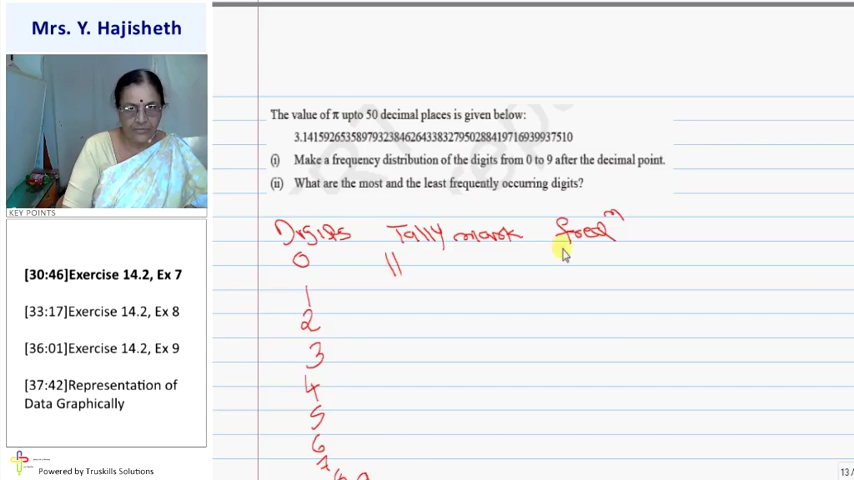 Mrs. Y. Hajisheth
KEY POINTS
[30:46]Exercise 14.2, Ex 7
[33:17]Exercise 14.2, Ex 8
[36:01]Exercise 14.2, Ex 9
[37:42]Representation of
Data Graphically
Powered by Truskills Solutions
The value of π upto 50 decimal places is given below:
3.14159265358979323846264338327950288419716939937510
(i) Make a frequency distribution of the digits from 0 to 9 after the decimal point.
(ii) What are the most and the least frequently occurring digits?
Digits Tally mark freqⁿ
0 ||
1
2
3
4
5
6
7
13 /